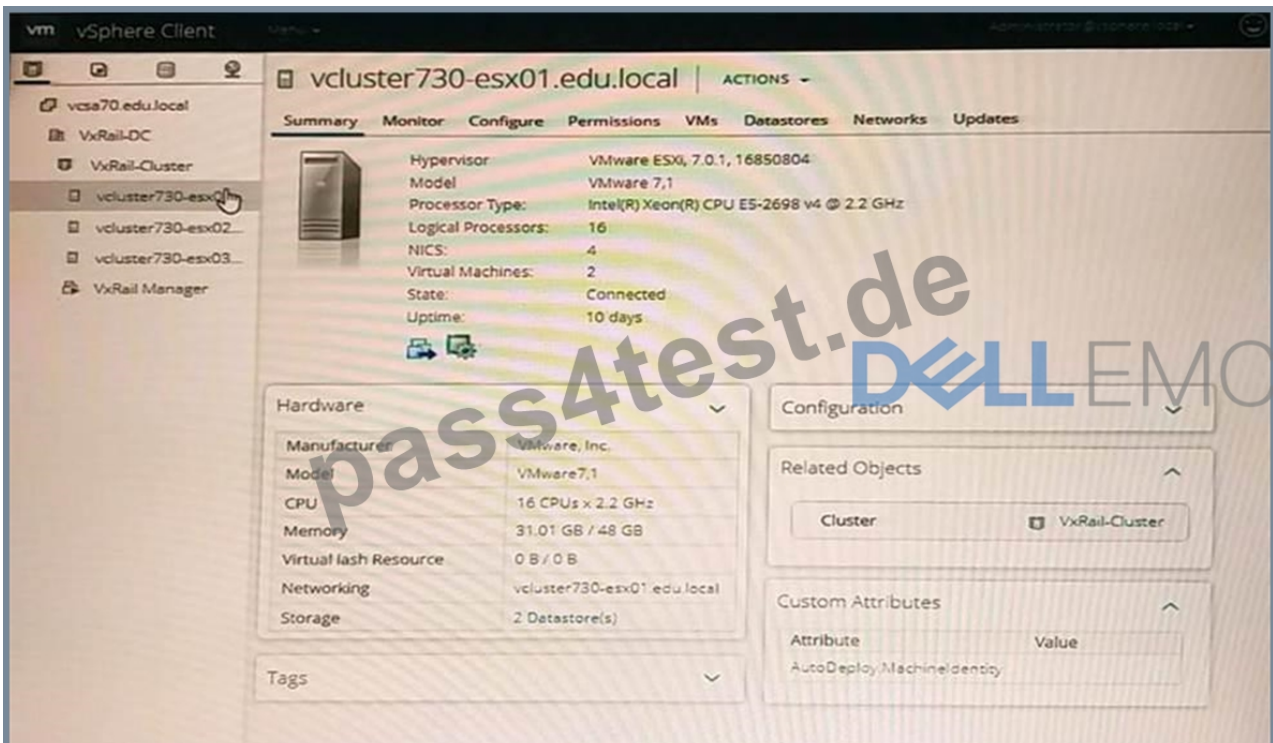 vm vSphere Client Menu
Administrator@vsphere.local
vcsa70.edu.local
VxRail-DC
VxRail-Cluster
vcluster730-esx0
vcluster730-esx02...
vcluster730-esx03...
VxRail Manager
vcluster730-esx01.edu.local | ACTIONS
Summary Monitor Configure Permissions VMs Datastores Networks Updates
Hypervisor VMware ESXi, 7.0.1, 16850804
Model VMware 7,1
Processor Type: Intel(R) Xeon(R) CPU E5-2698 v4 @ 2.2 GHz
Logical Processors: 16
NICS: 4
Virtual Machines: 2
State: Connected
Uptime: 10 days
Hardware
Manufacturer VMware, Inc.
Model VMware7,1
CPU 16 CPUs x 2.2 GHz
Memory 31.01 GB / 48 GB
Virtual lash Resource 0 B / 0 B
Networking vcluster730-esx01.edu.local
Storage 2 Datastore(s)
Tags
Configuration
Related Objects
Cluster VxRail-Cluster
Custom Attributes
Attribute Value
AutoDeploy.MachineIdentity
pass4test.de
DELLEMC